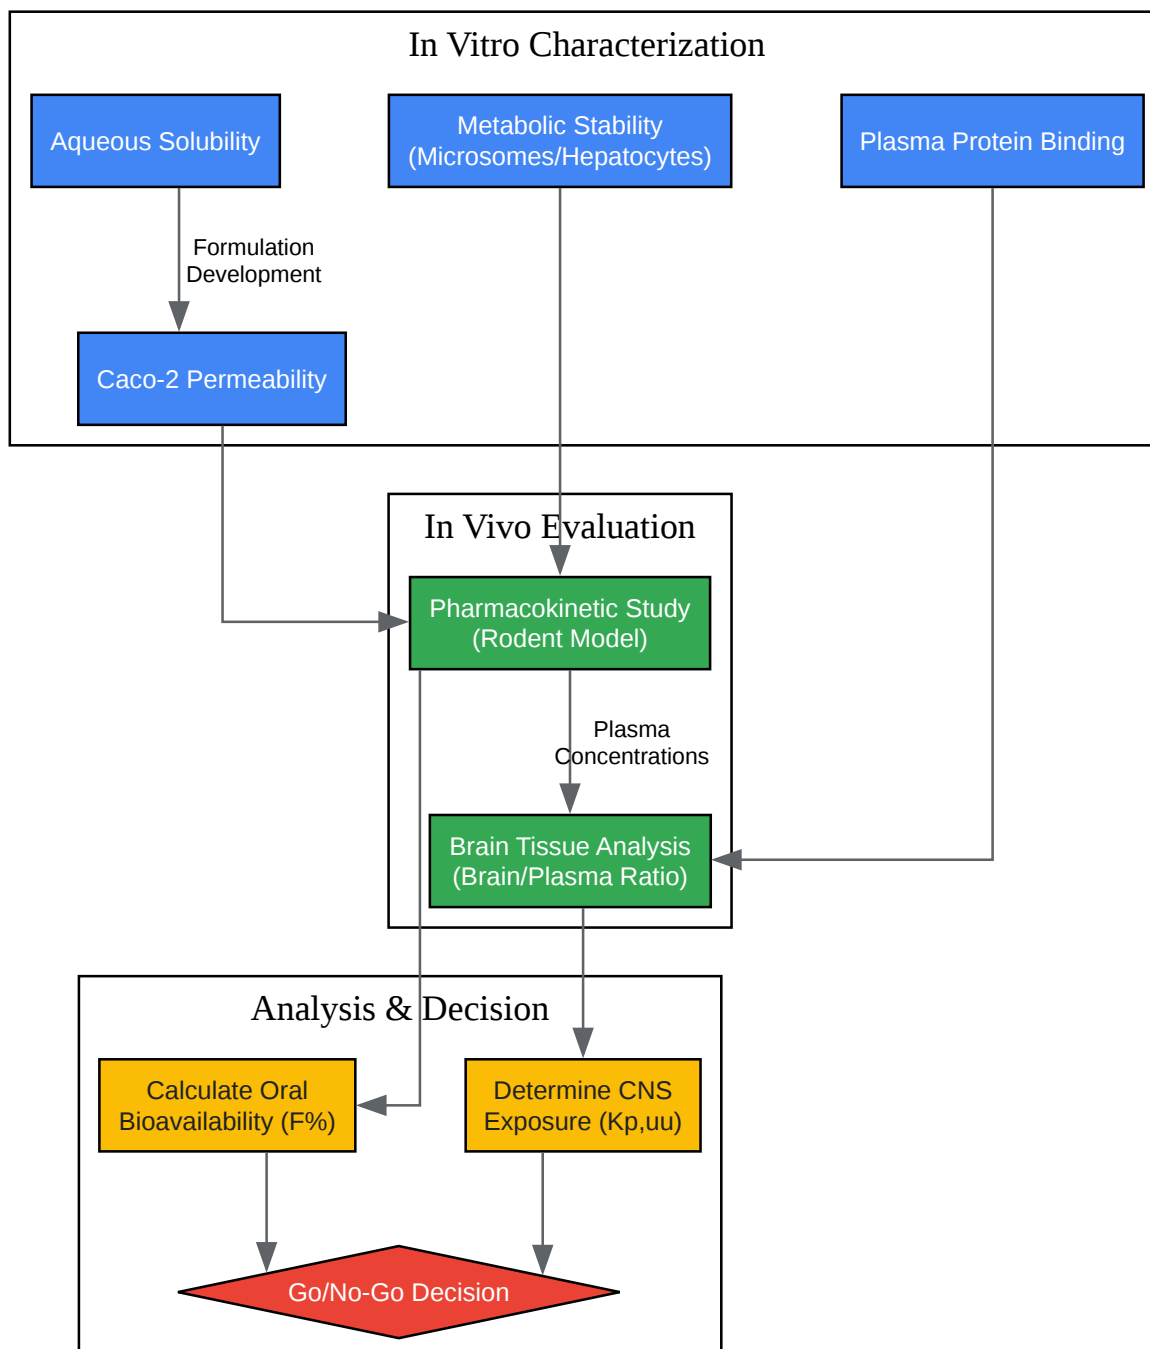 In Vitro Characterization
Aqueous Solubility
Metabolic Stability
(Microsomes/Hepatocytes)
Plasma Protein Binding
Formulation
Development
Caco-2 Permeability
In Vivo Evaluation
Pharmacokinetic Study
(Rodent Model)
Plasma
Concentrations
Brain Tissue Analysis
(Brain/Plasma Ratio)
Analysis & Decision
Calculate Oral
Bioavailability (F%)
Determine CNS
Exposure (Kp,uu)
Go/No-Go Decision